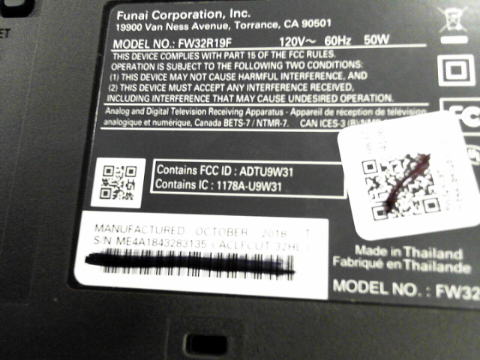 Funai Corporation, Inc.
19900 Van Ness Avenue, Torrance, CA 90501
MODEL NO.: FW32R19F 120V~ 60Hz 50W
THIS DEVICE COMPLIES WITH PART 15 OF THE FCC RULES.
OPERATION IS SUBJECT TO THE FOLLOWING TWO CONDITIONS:
(1) THIS DEVICE MAY NOT CAUSE HARMFUL INTERFERENCE, AND
(2) THIS DEVICE MUST ACCEPT ANY INTERFERENCE RECEIVED,
INCLUDING INTERFERENCE THAT MAY CAUSE UNDESIRED OPERATION.
Analog and Digital Television Receiving Apparatus - Appareil de réception de télévision
analogique et numérique, Canada BETS-7 / NTMR-7. CAN ICES-3 (B)
Contains FCC ID : ADTU9W31
Contains IC : 1178A-U9W31
MANUFACTURED OCTOBER 2018
S/N ME4A1843283135
Made in Thailand
Fabriqué en Thaïlande
MODEL NO. : FW32
ET